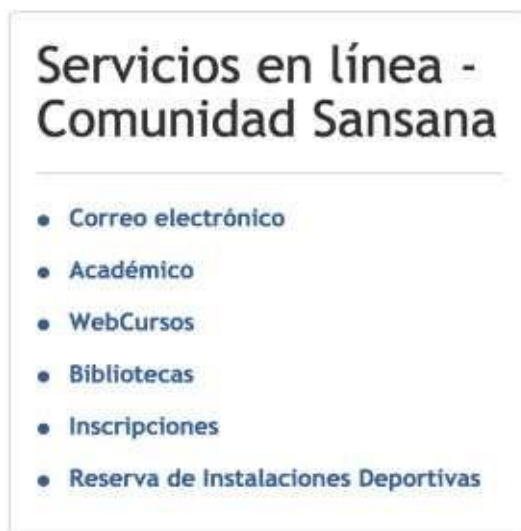 Servicios en línea -
Comunidad Sansana
Correo electrónico
Académico
WebCursos
Bibliotecas
Inscripciones
Reserva de Instalaciones Deportivas